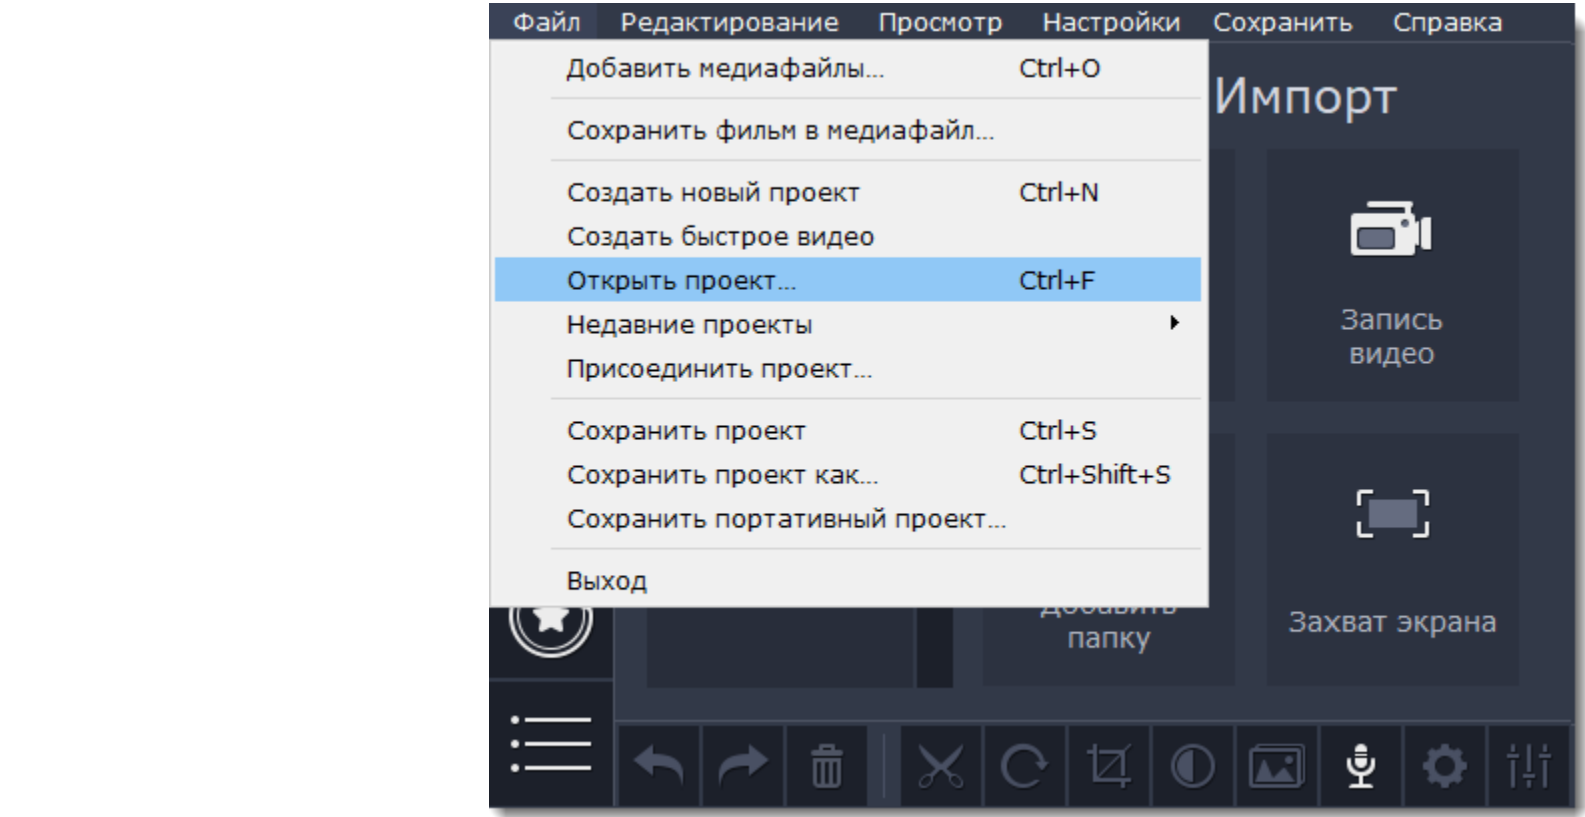 Файл Редактирование Просмотр Настройки Сохранить Справка
Добавить медиафайлы... Ctrl+O
Сохранить фильм в медиафайл...
Создать новый проект Ctrl+N
Создать быстрое видео
Открыть проект... Ctrl+F
Недавние проекты
Присоединить проект...
Сохранить проект Ctrl+S
Сохранить проект как... Ctrl+Shift+S
Сохранить портативный проект...
Выход
Импорт
Запись
видео
Добавить
папку
Захват экрана